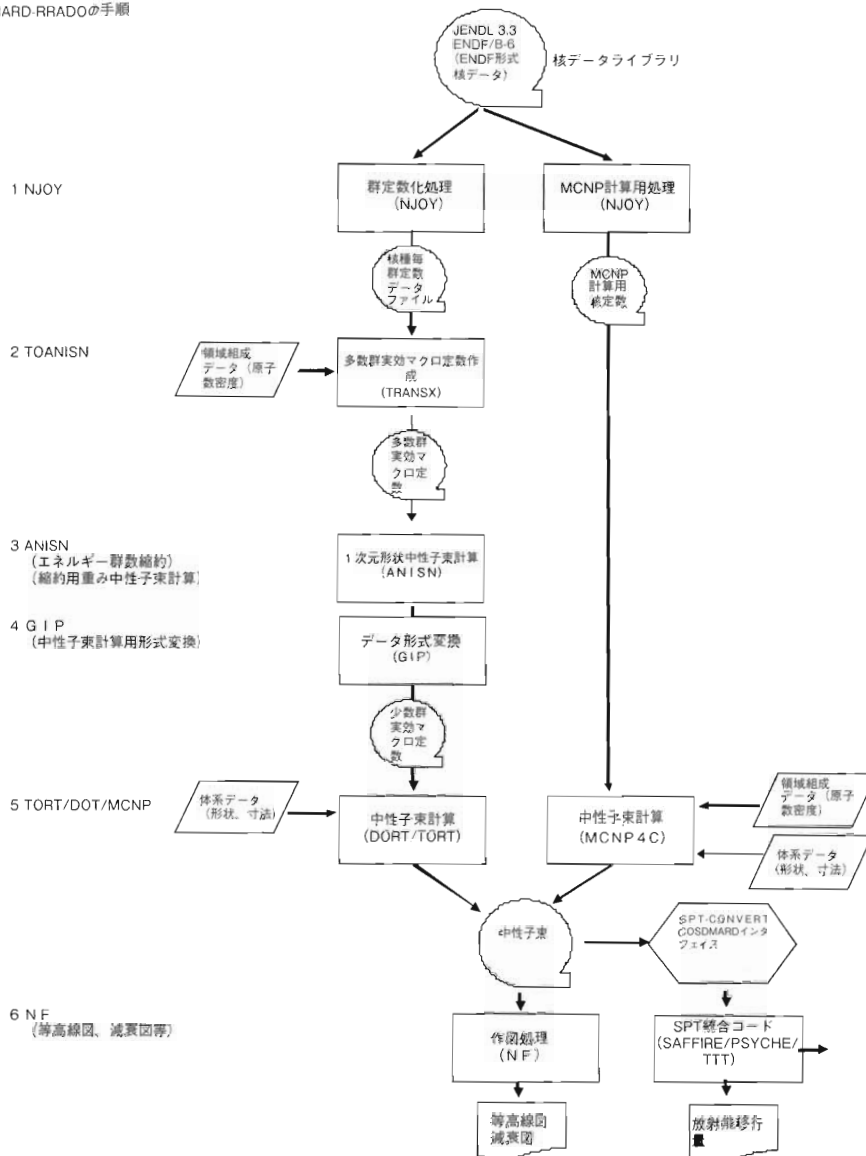 MARD-RRADOの手順
JENDL 3.3
ENDF/B-6
(ENDF形式
核データ)
核データライブラリ
1 NJOY
群定数化処理
(NJOY)
MCNP計算用処理
(NJOY)
核種毎
群定数
データ
ファイル
MCNP
計算用
核定数
2 TOANISN
領域組成
データ（原子
数密度）
多数群実効マクロ定数作
成
(TRANSX)
多数群
実効マ
クロ定
数
3 ANISN
(エネルギー群数縮約)
(縮約用重み中性子束計算)
1次元形状中性子束計算
(ANISN)
4 GIP
(中性子束計算用形式変換)
データ形式変換
(GIP)
少数群
実効マ
クロ定
数
5 TORT/DOT/MCNP
体系データ
(形状、寸法)
中性子束計算
(DORT/TORT)
中性子束計算
(MCNP4C)
領域組成
データ（原子
数密度）
体系データ
(形状、寸法)
中性子束
SPT-CONVERT
COSDMARDインタ
フェイス
6 NF
(等高線図、減衰図等)
作図処理
(NF)
SPT統合コード
(SAFFIRE/PSYCHE/
TTT)
等高線図
減衰図
放射能移行
量